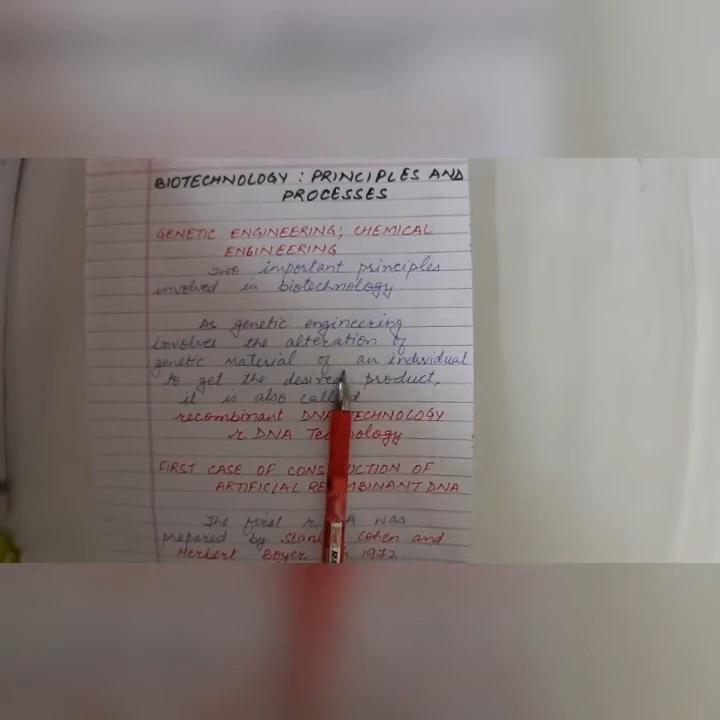 BIOTECHNOLOGY : PRINCIPLES AND
PROCESSES
GENETIC ENGINEERING; CHEMICAL
ENGINEERING
Two important principles
involved in biotechnology.
As genetic engineering
involves the alteration of
genetic material of an individual
to get the desired product,
it is also called
recombinant DNA TECHNOLOGY
r DNA Technology
FIRST CASE OF CONSTRUCTION OF
ARTIFICIAL RECOMBINANT DNA
The first r DNA was
prepared by Stanley Cohen and
Herbert Boyer in 1972